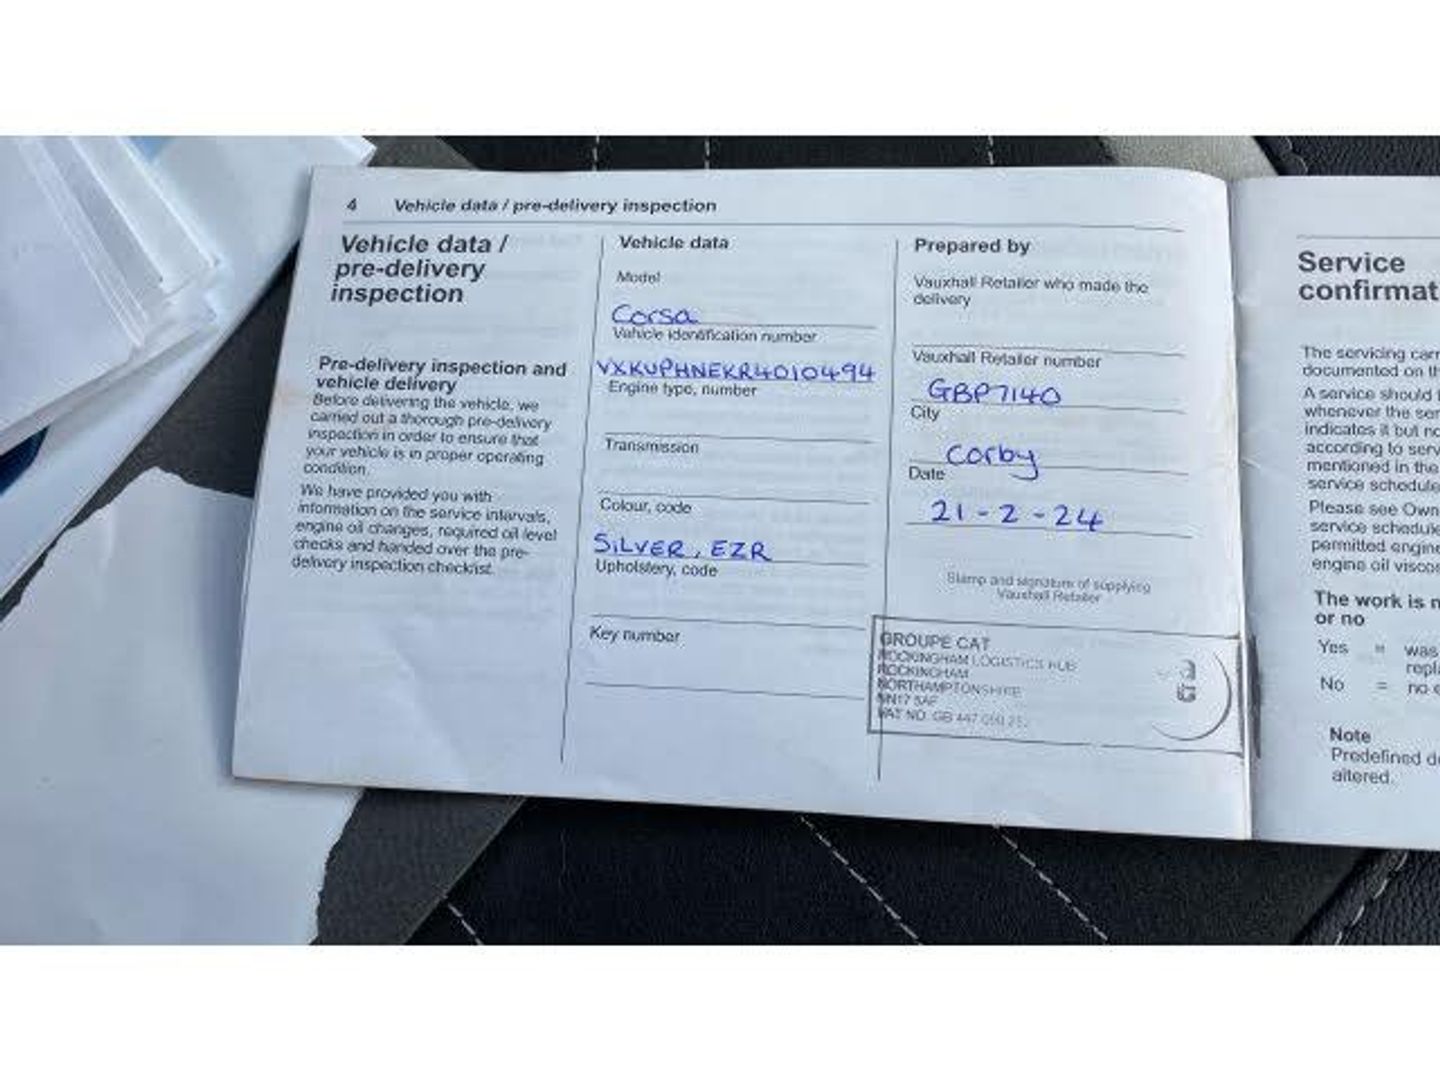 4 Vehicle data / pre-delivery inspection
Vehicle data /
pre-delivery
inspection
Pre-delivery inspection and
vehicle delivery
Before delivering the vehicle, we
carried out a thorough pre-delivery
inspection in order to ensure that
your vehicle is in proper operating
condition.
We have provided you with
information on the service intervals,
engine oil changes, required oil level
checks and handed over the pre-
delivery inspection checklist.
Vehicle data
Model
Corsa
Vehicle identification number
VXKUPHNEKR4010494
Engine type, number
Transmission
Colour, code
SILVER, EZR
Upholstery, code
Key number
Prepared by
Vauxhall Retailer who made the
delivery
Vauxhall Retailer number
GBP7140
City
Corby
Date
21-2-24
Stamp and signature of supplying
Vauxhall Retailer
GROUPE CAT
ROCKINGHAM LOGISTICS HUB
ROCKINGHAM
NORTHAMPTONSHIRE
NN17 5AF
VAT NO. GB 447
Service
confirmat
The servicing carr
documented on th
A service should
whenever the ser
indicates it but no
according to serv
mentioned in the
service schedule
Please see Own
service schedule
permitted engine
engine oil viscos
The work is n
or no
Yes = was
repla
No = no
Note
Predefined de
altered.